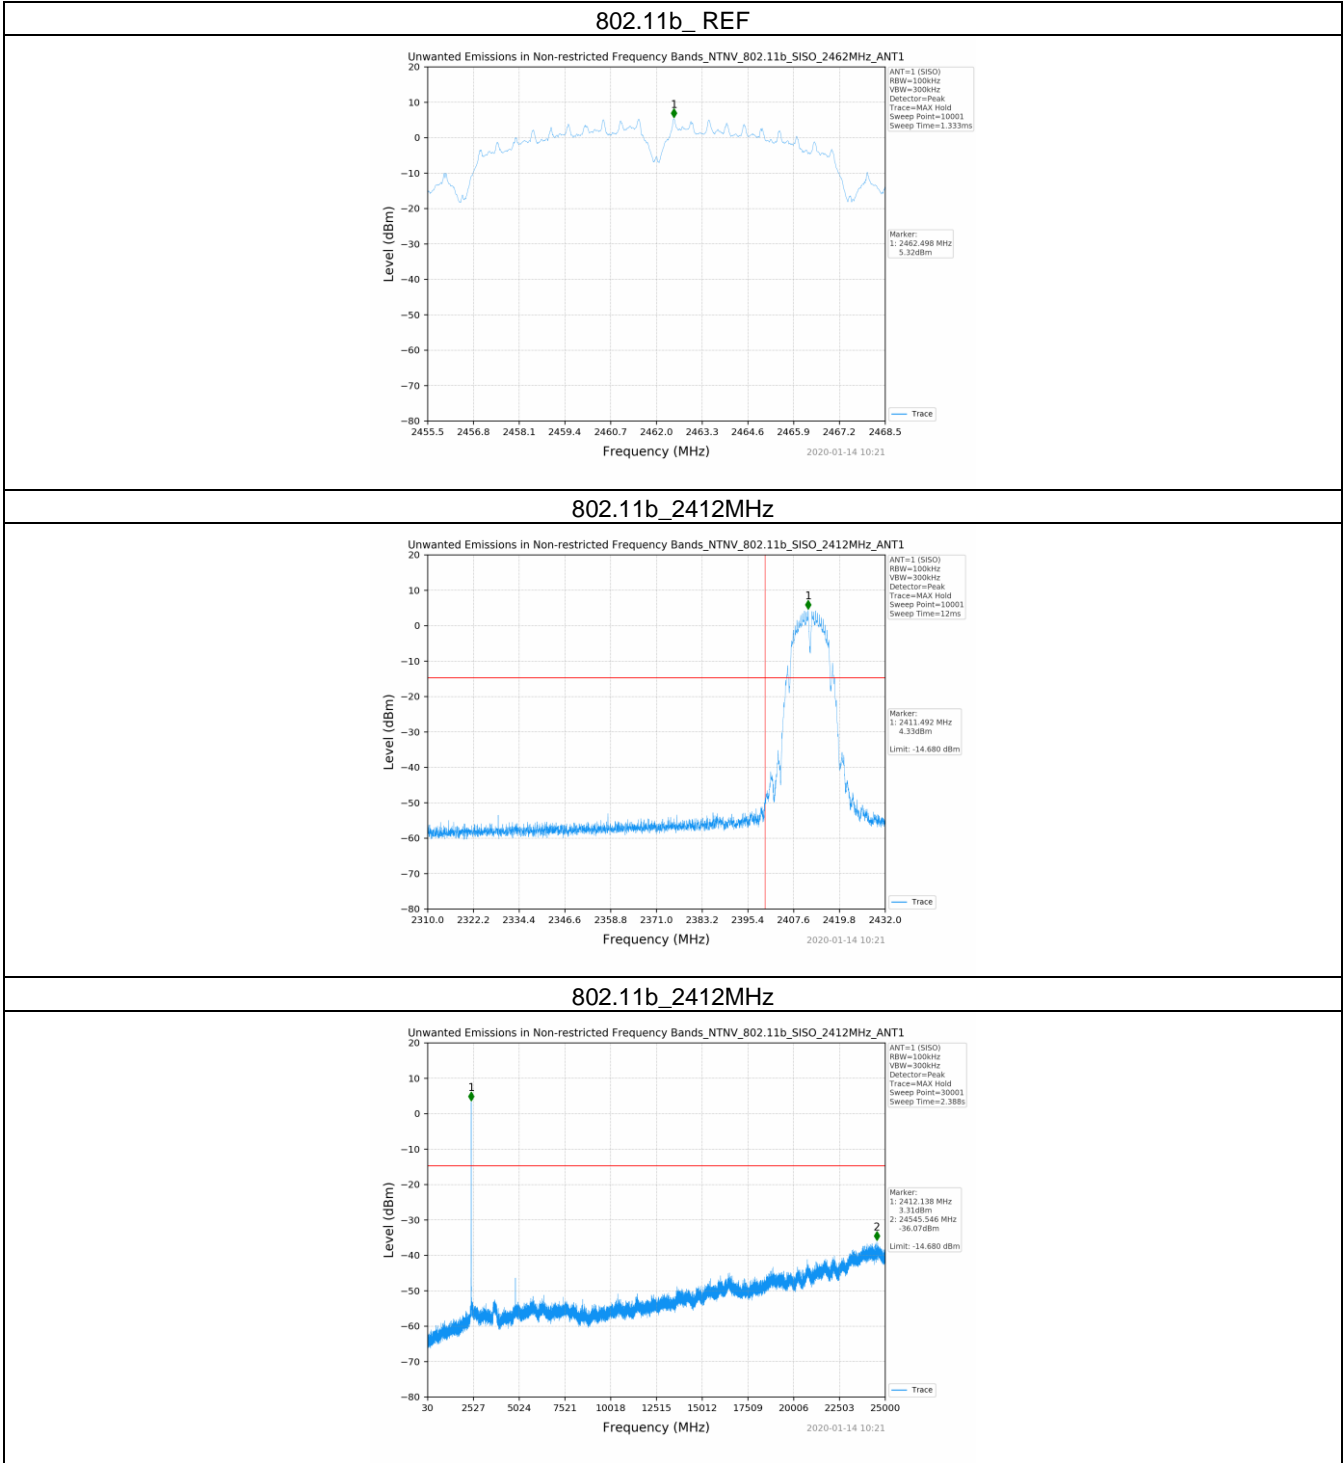 802.11b_ REF
Unwanted Emissions in Non-restricted Frequency Bands_NTNV_802.11b_SISO_2462MHz_ANT1
ANT=1 (SISO)
RBW=100kHz
VBW=300kHz
Detector=Peak
Trace=MAX Hold
Sweep Point=10001
Sweep Time=1.333ms
20
10
0
−10
−20
−30
−40
−50
−60
−70
−80
Level (dBm)
1
Marker:
1: 2462.498 MHz
5.32dBm
Trace
2455.5 2456.8 2458.1 2459.4 2460.7 2462.0 2463.3 2464.6 2465.9 2467.2 2468.5
Frequency (MHz)
2020-01-14 10:21
802.11b_2412MHz
Unwanted Emissions in Non-restricted Frequency Bands_NTNV_802.11b_SISO_2412MHz_ANT1
ANT=1 (SISO)
RBW=100kHz
VBW=300kHz
Detector=Peak
Trace=MAX Hold
Sweep Point=10001
Sweep Time=12ms
20
10
0
−10
−20
−30
−40
−50
−60
−70
−80
Level (dBm)
1
Marker:
1: 2411.492 MHz
4.33dBm
Limit: -14.680 dBm
Trace
2310.0 2322.2 2334.4 2346.6 2358.8 2371.0 2383.2 2395.4 2407.6 2419.8 2432.0
Frequency (MHz)
2020-01-14 10:21
802.11b_2412MHz
Unwanted Emissions in Non-restricted Frequency Bands_NTNV_802.11b_SISO_2412MHz_ANT1
ANT=1 (SISO)
RBW=100kHz
VBW=300kHz
Detector=Peak
Trace=MAX Hold
Sweep Point=30001
Sweep Time=2.388s
20
10
0
−10
−20
−30
−40
−50
−60
−70
−80
Level (dBm)
1
2
Marker:
1: 2412.138 MHz
3.31dBm
2: 24545.546 MHz
-36.07dBm
Limit: -14.680 dBm
Trace
30 2527 5024 7521 10018 12515 15012 17509 20006 22503 25000
Frequency (MHz)
2020-01-14 10:21